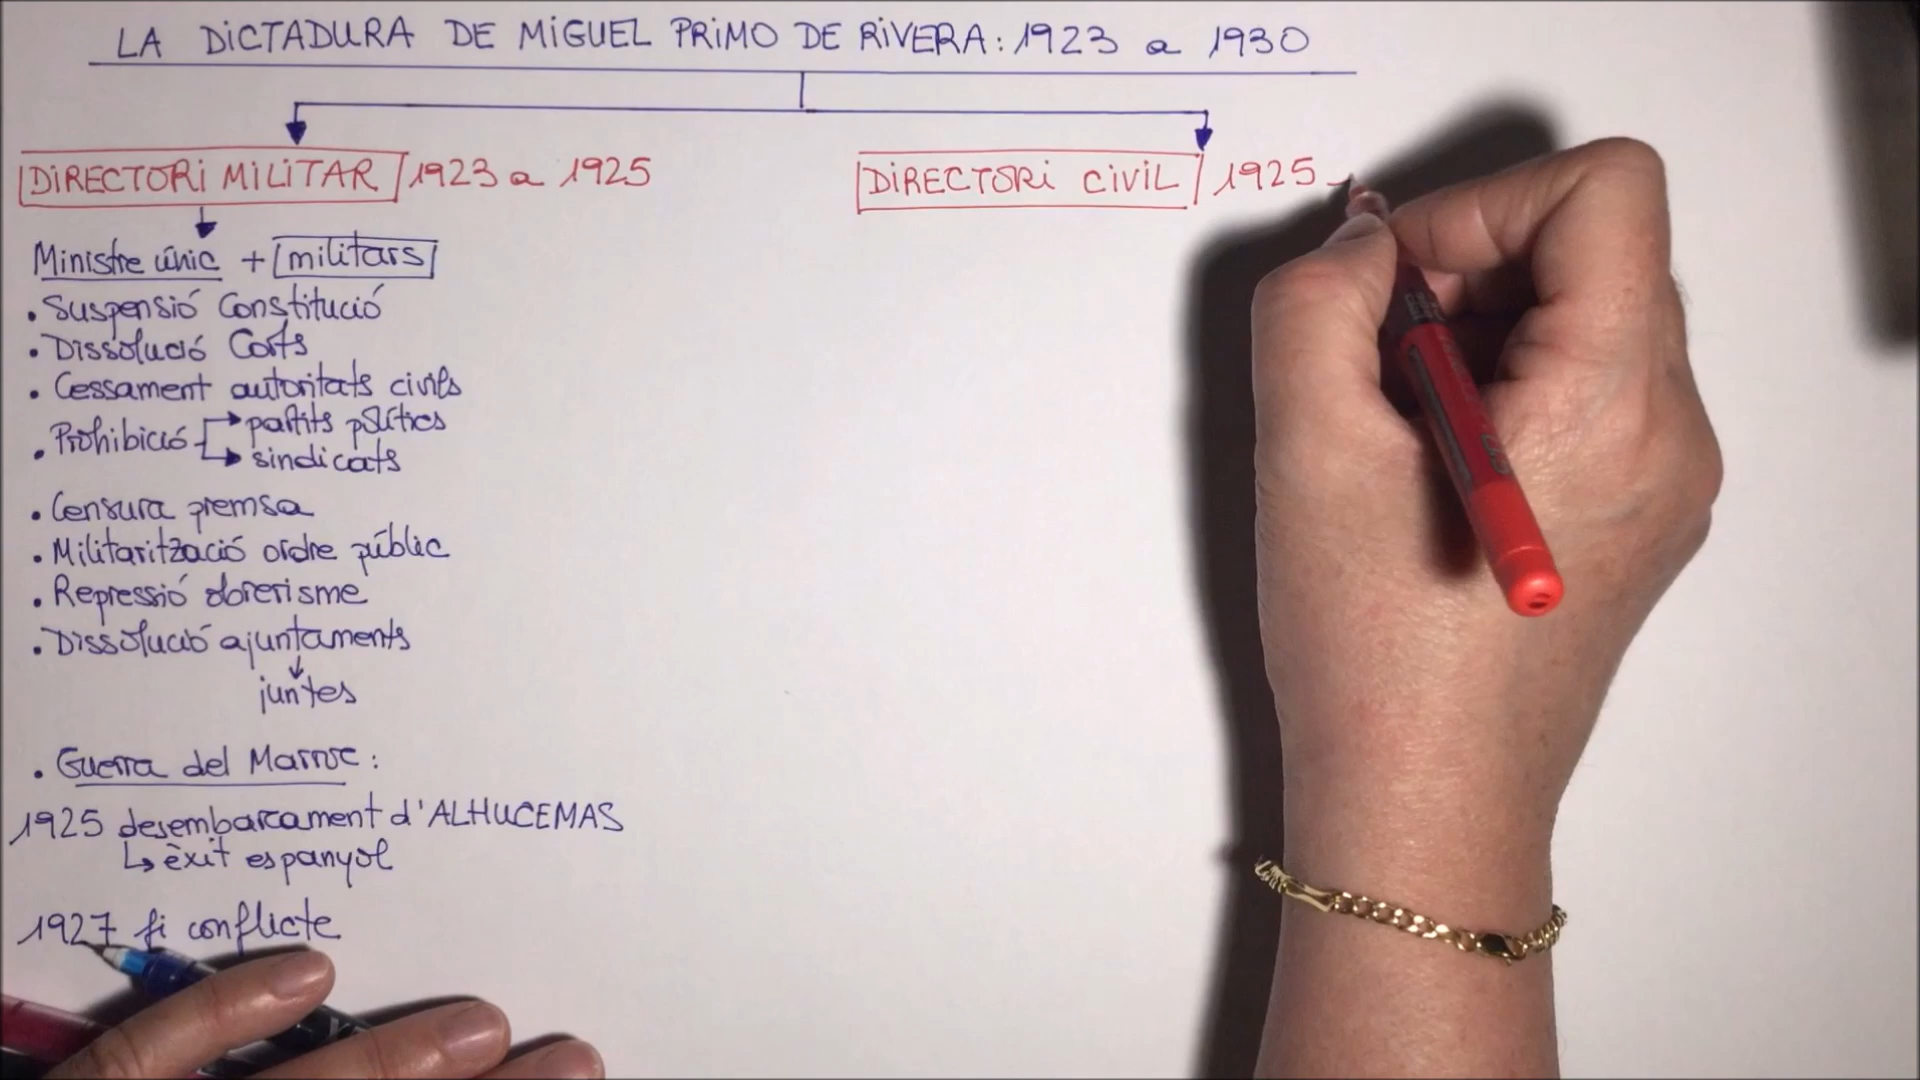 LA DICTADURA DE MIGUEL PRIMO DE RIVERA: 1923 a 1930
DIRECTORI MILITAR 1923 a 1925
DIRECTORI CIVIL 1925
Ministre únic + militars
. Suspensió Constitució
. Dissolució Corts
. Cessament autoritats civils
. Prohibició → partits polítics
→ sindicats
. Censura premsa
. Militarització ordre públic
. Repressió obrerisme
. Dissolució ajuntaments
↓
juntes
. Guerra del Marroc:
1925 desembarcament d'ALHUCEMAS
↳ èxit espanyol
1927 fi conflicte